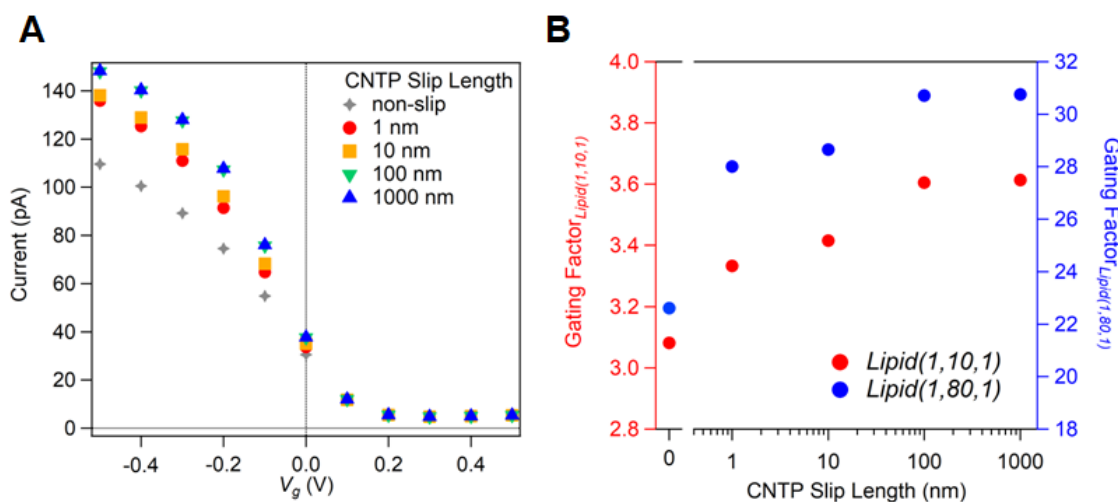 A
Current (pA)
140
120
100
80
60
40
20
0
-0.4
-0.2
0.0
0.2
0.4
V_g (V)
CNTP Slip Length
non-slip
1 nm
10 nm
100 nm
1000 nm
B
Gating Factor_Lipid(1,10,1)
4.0
3.8
3.6
3.4
3.2
3.0
2.8
0
1
10
100
1000
CNTP Slip Length (nm)
Lipid(1,10,1)
Lipid(1,80,1)
32
30
28
26
24
22
20
18
Gating Factor_Lipid(1,80,1)